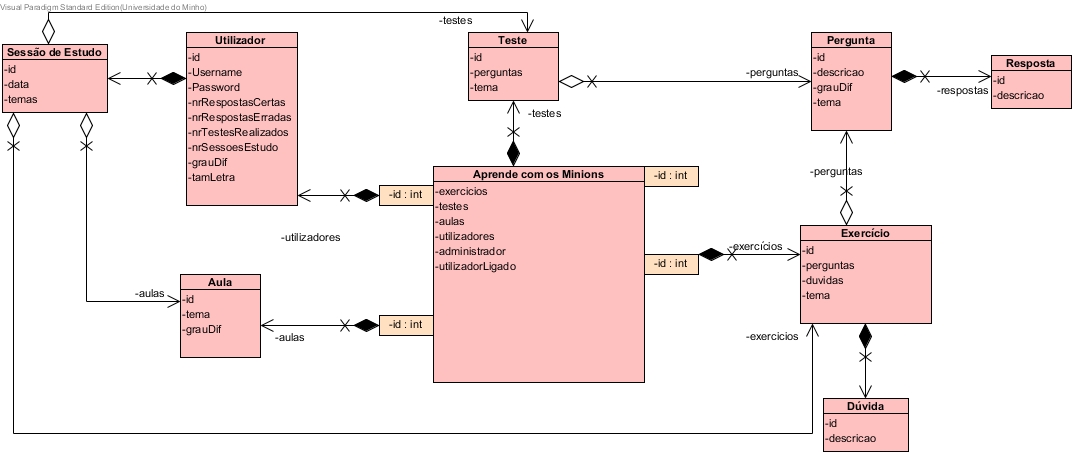 Visual Paradigm Standard Edition(Universidade do Minho)
-testes
Sessão de Estudo
-id
-data
-temas
Utilizador
-id
-Username
-Password
-nrRespostasCertas
-nrRespostasErradas
-nrTestesRealizados
-nrSessoesEstudo
-grauDif
-tamLetra
Teste
-id
-perguntas
-tema
-perguntas
Pergunta
-id
-descricao
-grauDif
-tema
-respostas
Resposta
-id
-descricao
-testes
-id : int
-utilizadores
Aprende com os Minions
-exercicios
-testes
-aulas
-utilizadores
-administrador
-utilizadorLigado
-id : int
-id : int
-exercícios
-perguntas
Exercício
-id
-perguntas
-duvidas
-tema
-aulas
Aula
-id
-tema
-grauDif
-id : int
-aulas
-exercicios
Dúvida
-id
-descricao